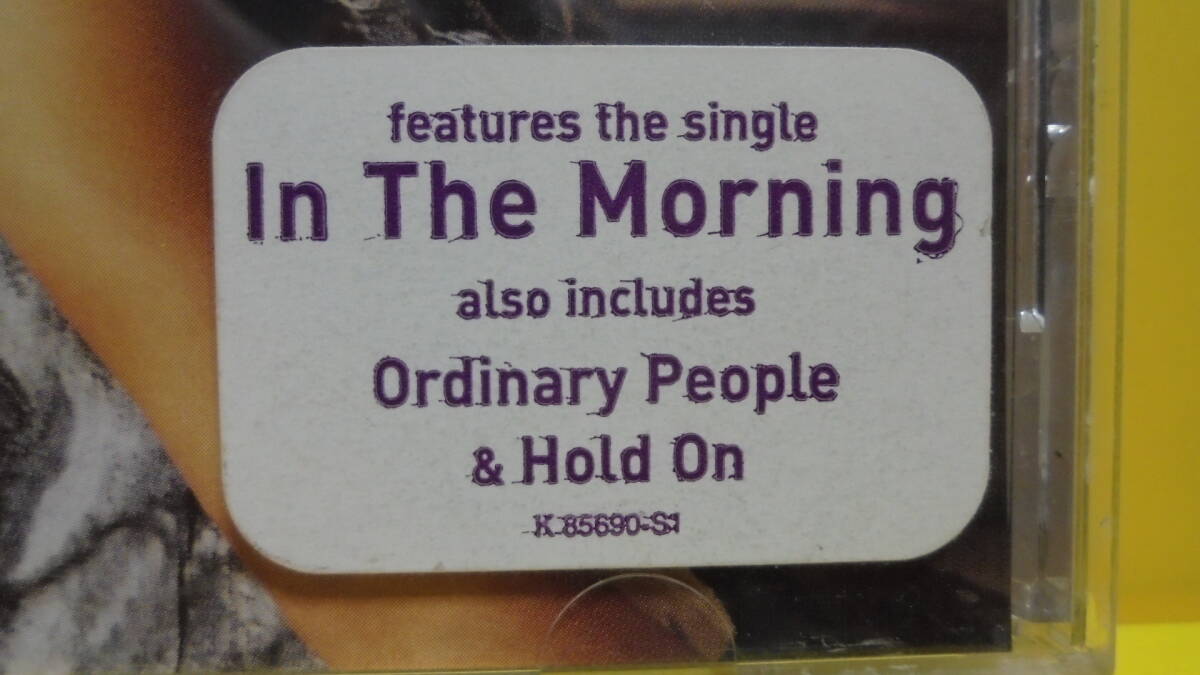 features the single
In The Morning
also includes
Ordinary People
& Hold On
K 85690-S1